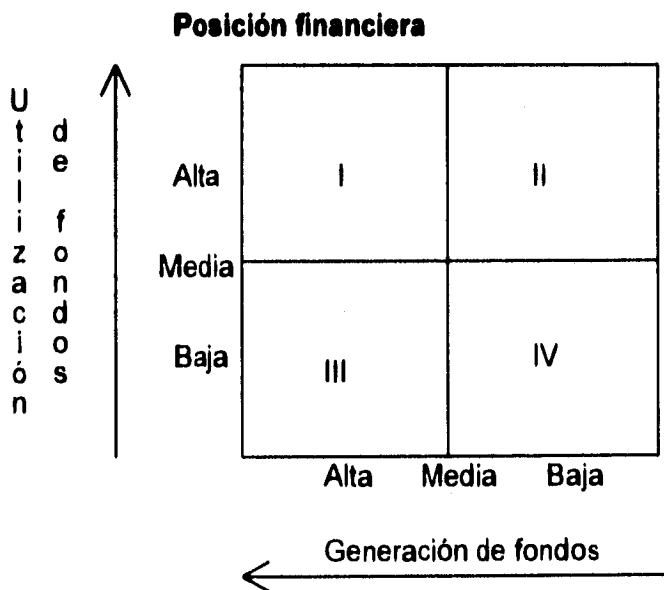 Posición financiera
Utilización
de fondos
Alta
I
II
Media
Baja
III
IV
Alta Media Baja
Generación de fondos